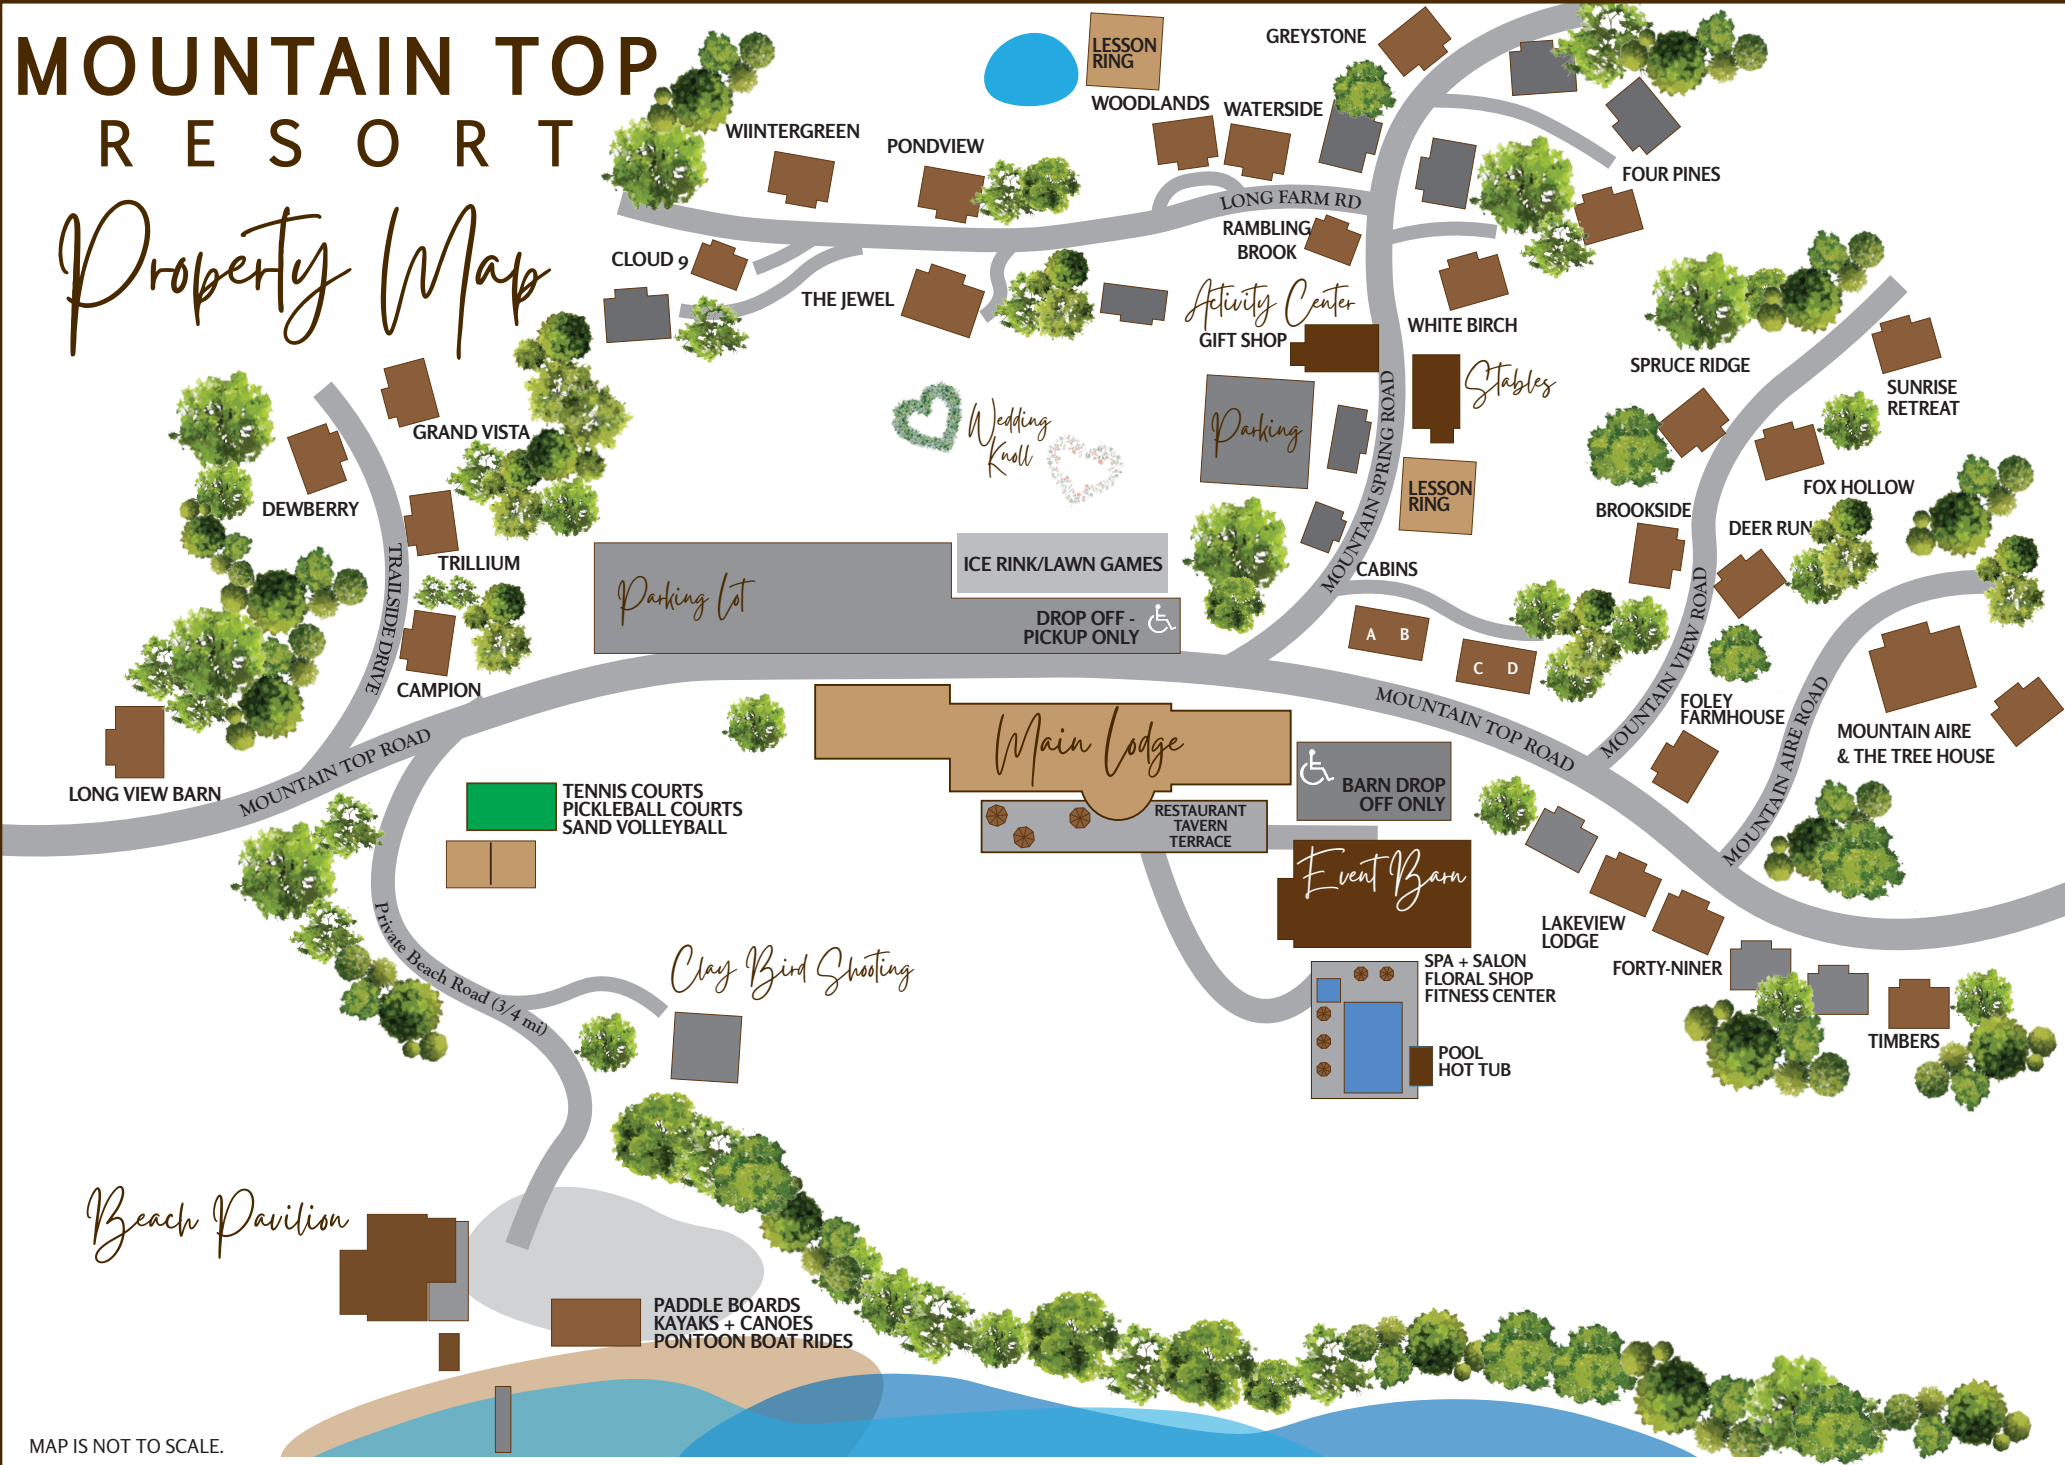 MOUNTAIN TOP
RESORT
Property Map
LESSON
RING
GREYSTONE
WOODLANDS
WATERSIDE
WIINTERGREEN
PONDVIEW
FOUR PINES
LONG FARM RD
RAMBLING
BROOK
CLOUD 9
THE JEWEL
Activity Center
GIFT SHOP
WHITE BIRCH
Stables
SPRUCE RIDGE
SUNRISE
RETREAT
Wedding
Knoll
Parking
MOUNTAIN SPRING ROAD
LESSON
RING
GRAND VISTA
DEWBERRY
TRILLIUM
TRAILSIDE DRIVE
CAMPION
BROOKSIDE
FOX HOLLOW
DEER RUN
Parking Lot
ICE RINK/LAWN GAMES
DROP OFF -
PICKUP ONLY
CABINS
A B
C D
MOUNTAIN VIEW ROAD
FOLEY
FARMHOUSE
MOUNTAIN AIRE ROAD
MOUNTAIN AIRE
& THE TREE HOUSE
LONG VIEW BARN
MOUNTAIN TOP ROAD
MOUNTAIN TOP ROAD
Main Lodge
BARN DROP
OFF ONLY
TENNIS COURTS
PICKLEBALL COURTS
SAND VOLLEYBALL
RESTAURANT
TAVERN
TERRACE
Event Barn
LAKEVIEW
LODGE
FORTY-NINER
TIMBERS
Private Beach Road (3/4 mi)
Clay Bird Shooting
SPA + SALON
FLORAL SHOP
FITNESS CENTER
POOL
HOT TUB
Beach Pavilion
PADDLE BOARDS
KAYAKS + CANOES
PONTOON BOAT RIDES
MAP IS NOT TO SCALE.